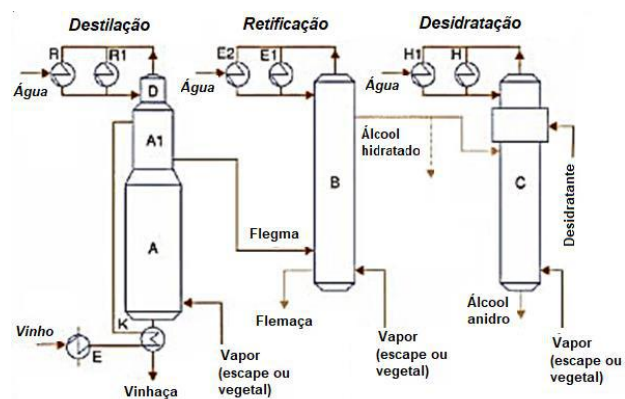 Destilação
Retificação
Desidratação
R
R1
E2
E1
H1
H
Água
Água
Água
D
A1
A
B
C
Álcool
hidratado
Desidratante
Flegma
Flemaça
Álcool
anidro
K
Vinho
E
Vinhaça
Vapor
(escape ou
vegetal)
Vapor
(escape ou
vegetal)
Vapor
(escape ou
vegetal)